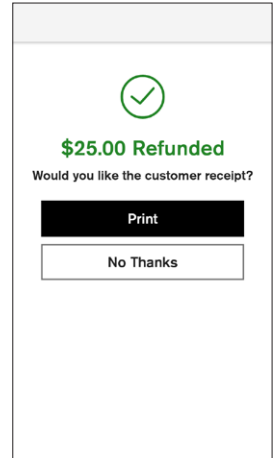 $25.00 Refunded
Would you like the customer receipt?
Print
No Thanks